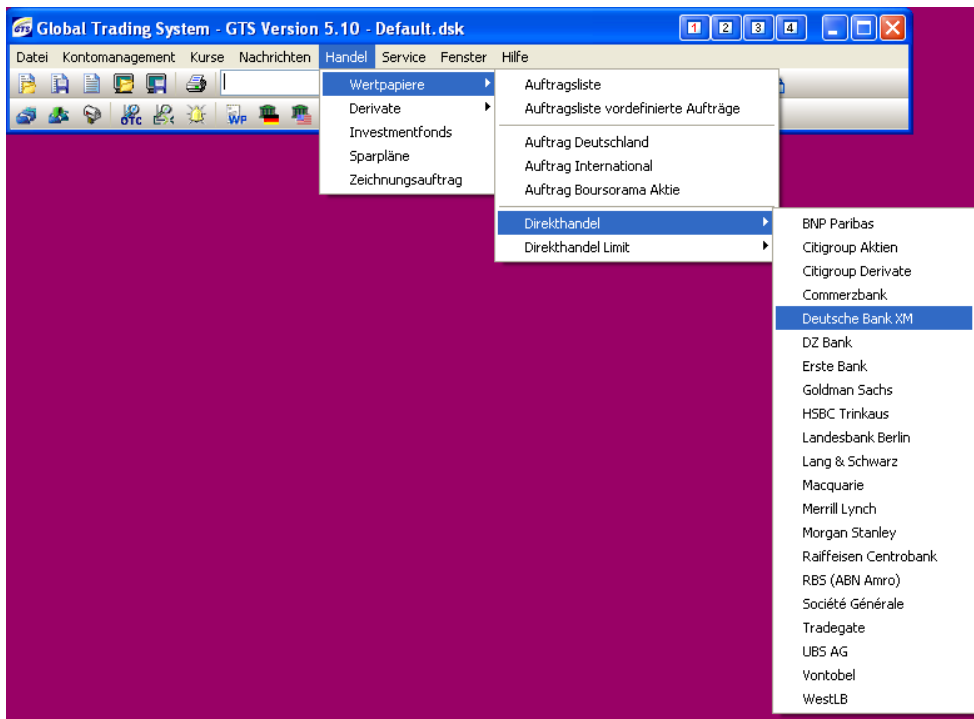 GTS Global Trading System - GTS Version 5.10 - Default.dsk 1 2 3 4
Datei Kontomanagement Kurse Nachrichten Handel Service Fenster Hilfe
OTC WP
Wertpapiere
Derivate
Investmentfonds
Sparpläne
Zeichnungsauftrag
Auftragsliste
Auftragsliste vordefinierte Aufträge
Auftrag Deutschland
Auftrag International
Auftrag Boursorama Aktie
Direkthandel
Direkthandel Limit
BNP Paribas
Citigroup Aktien
Citigroup Derivate
Commerzbank
Deutsche Bank XM
DZ Bank
Erste Bank
Goldman Sachs
HSBC Trinkaus
Landesbank Berlin
Lang & Schwarz
Macquarie
Merrill Lynch
Morgan Stanley
Raiffeisen Centrobank
RBS (ABN Amro)
Société Générale
Tradegate
UBS AG
Vontobel
WestLB